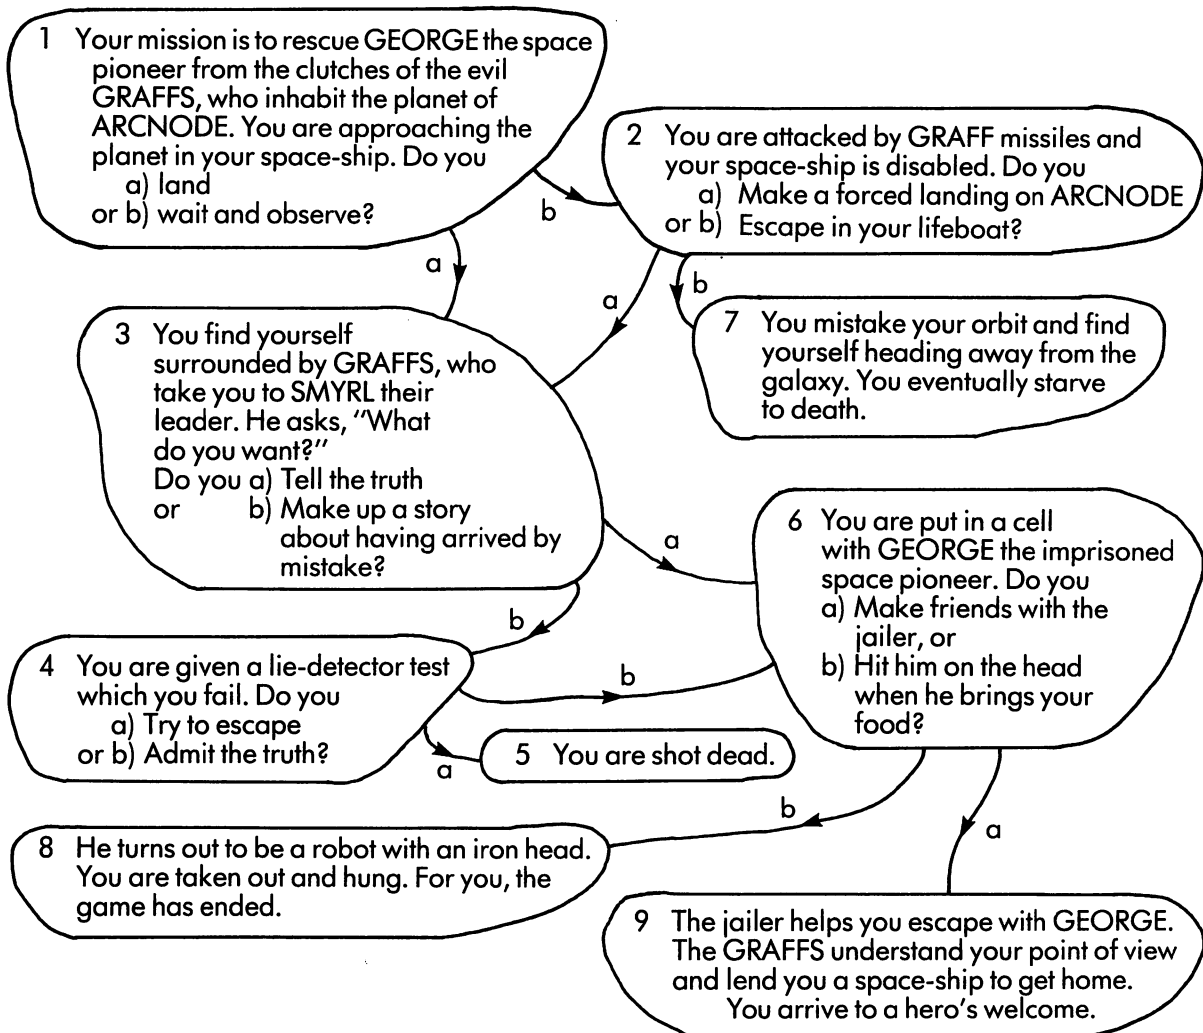 1 Your mission is to rescue GEORGE the space
pioneer from the clutches of the evil
GRAFFS, who inhabit the planet of
ARCNODE. You are approaching the
planet in your space-ship. Do you
a) land
or b) wait and observe?
b
a
2 You are attacked by GRAFF missiles and
your space-ship is disabled. Do you
a) Make a forced landing on ARCNODE
or b) Escape in your lifeboat?
a
b
3 You find yourself
surrounded by GRAFFS, who
take you to SMYRL their
leader. He asks, "What
do you want?"
Do you a) Tell the truth
or b) Make up a story
about having arrived by
mistake?
a
b
7 You mistake your orbit and find
yourself heading away from the
galaxy. You eventually starve
to death.
6 You are put in a cell
with GEORGE the imprisoned
space pioneer. Do you
a) Make friends with the
jailer, or
b) Hit him on the head
when he brings your
food?
b
a
4 You are given a lie-detector test
which you fail. Do you
a) Try to escape
or b) Admit the truth?
b
a
5 You are shot dead.
8 He turns out to be a robot with an iron head.
You are taken out and hung. For you, the
game has ended.
9 The jailer helps you escape with GEORGE.
The GRAFFS understand your point of view
and lend you a space-ship to get home.
You arrive to a hero's welcome.